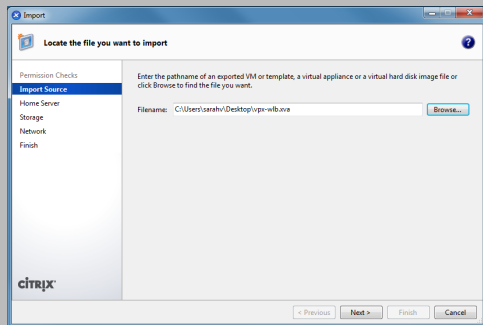 Import
Locate the file you want to import
Permission Checks
Import Source
Home Server
Storage
Network
Finish
Enter the pathname of an exported VM or template, a virtual appliance or a virtual hard disk image file or
click Browse to find the file you want.
Filename: C:\Users\sarahv\Desktop\vpx-wlb.xva Browse...
CITRIX
< Previous Next > Finish Cancel